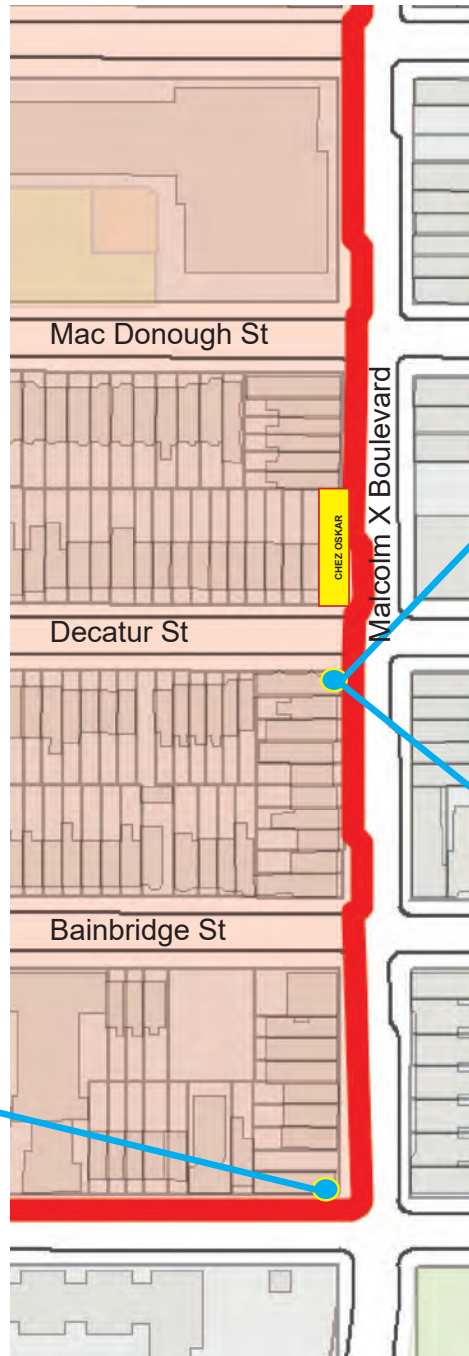 Mac Donough St
Malcolm X Boulevard
CHEZ OSKAR
Decatur St
Bainbridge St